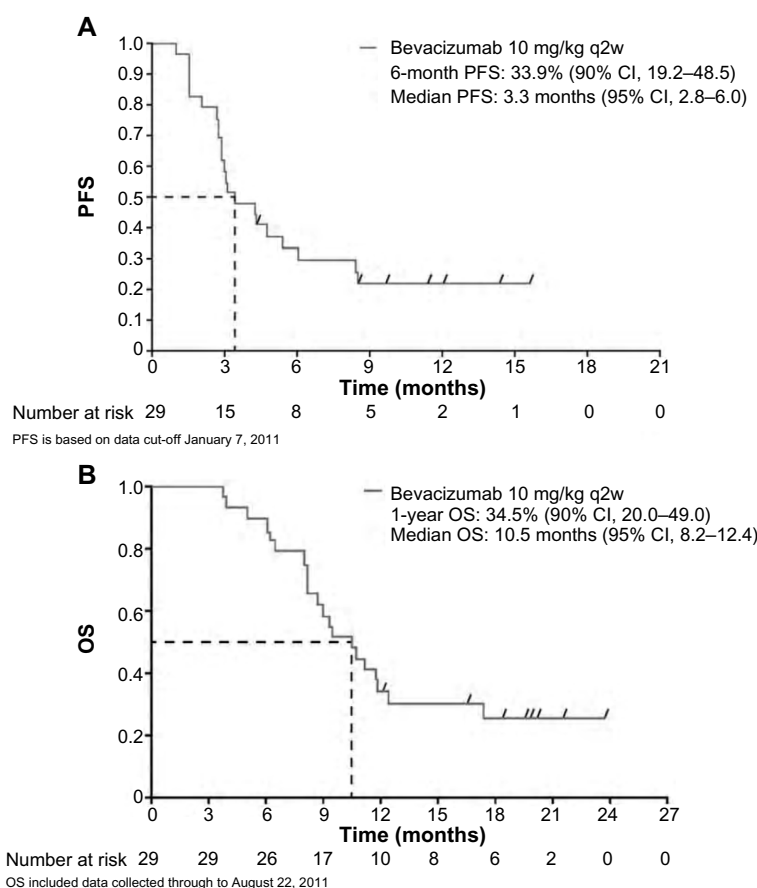 A
Bevacizumab 10 mg/kg q2w
6-month PFS: 33.9% (90% CI, 19.2–48.5)
Median PFS: 3.3 months (95% CI, 2.8–6.0)
PFS
1.0
0.9
0.8
0.7
0.6
0.5
0.4
0.3
0.2
0.1
0
0 3 6 9 12 15 18 21
Time (months)
Number at risk 29 15 8 5 2 1 0 0
PFS is based on data cut-off January 7, 2011
B
Bevacizumab 10 mg/kg q2w
1-year OS: 34.5% (90% CI, 20.0–49.0)
Median OS: 10.5 months (95% CI, 8.2–12.4)
OS
1.0
0.8
0.6
0.4
0.2
0
0 3 6 9 12 15 18 21 24 27
Time (months)
Number at risk 29 29 26 17 10 8 6 2 0 0
OS included data collected through to August 22, 2011